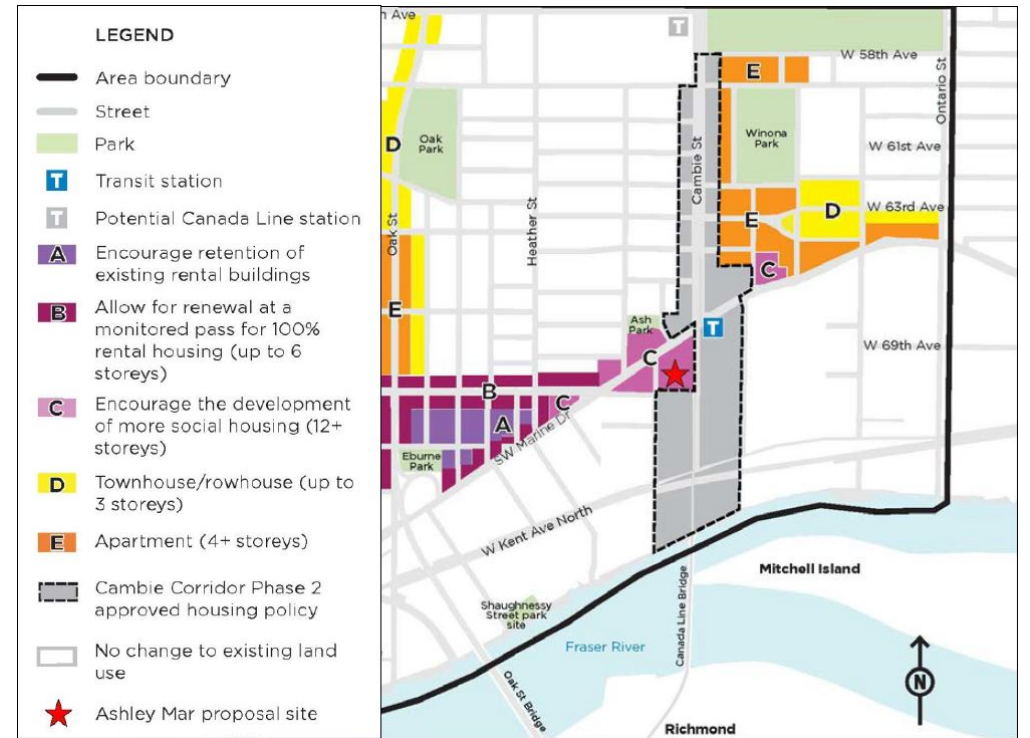 LEGEND
Area boundary
Street
Park
T
Transit station
T
Potential Canada Line station
A
Encourage retention of
existing rental buildings
B
Allow for renewal at a
monitored pass for 100%
rental housing (up to 6
storeys)
C
Encourage the development
of more social housing (12+
storeys)
D
Townhouse/rowhouse (up to
3 storeys)
E
Apartment (4+ storeys)
Cambie Corridor Phase 2
approved housing policy
No change to existing land
use
Ashley Mar proposal site
h Ave
T
W 58th Ave
E
Ontario St
D
Oak
Park
Winona
Park
Cambie St
W 61st Ave
Oak St
Heather St
W 63rd Ave
D
E
C
E
Ash
Park
T
C
W 69th Ave
B
C
A
SW Marine Dr
Eburne
Park
W Kent Ave North
Mitchell Island
Shaughnessy
Street park
site
Fraser River
Canada Line Bridge
Oak St Bridge
N
Richmond